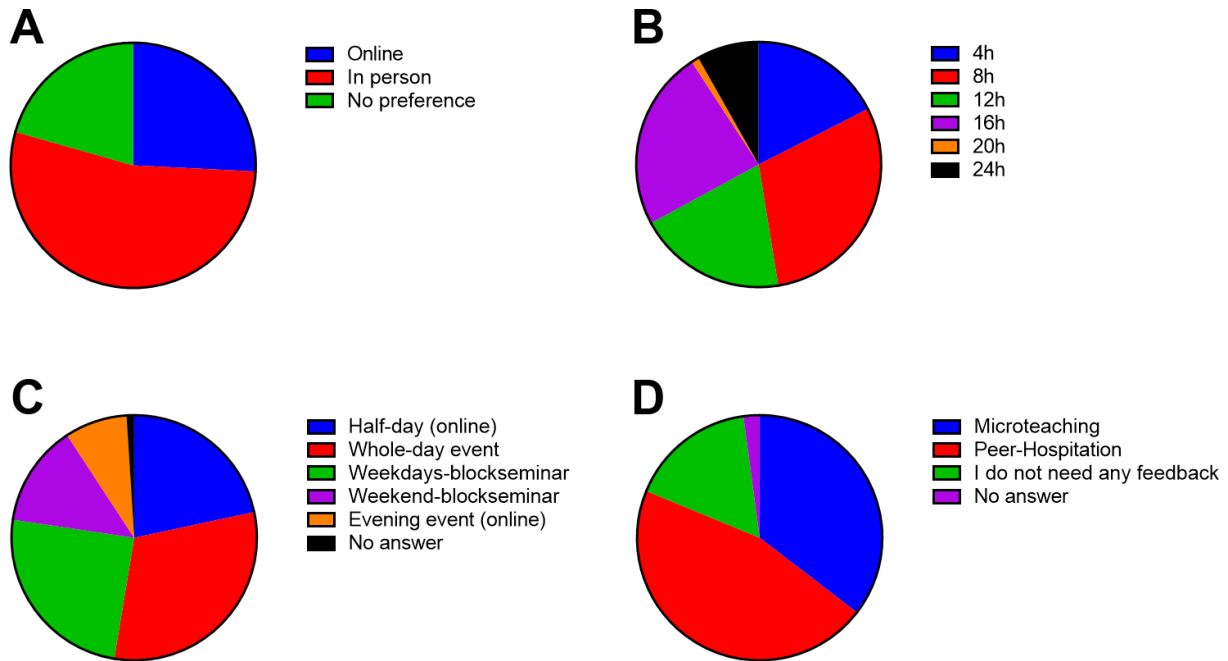 A
Online
In person
No preference
B
4h
8h
12h
16h
20h
24h
C
Half-day (online)
Whole-day event
Weekdays-blockseminar
Weekend-blockseminar
Evening event (online)
No answer
D
Microteaching
Peer-Hospitation
I do not need any feedback
No answer